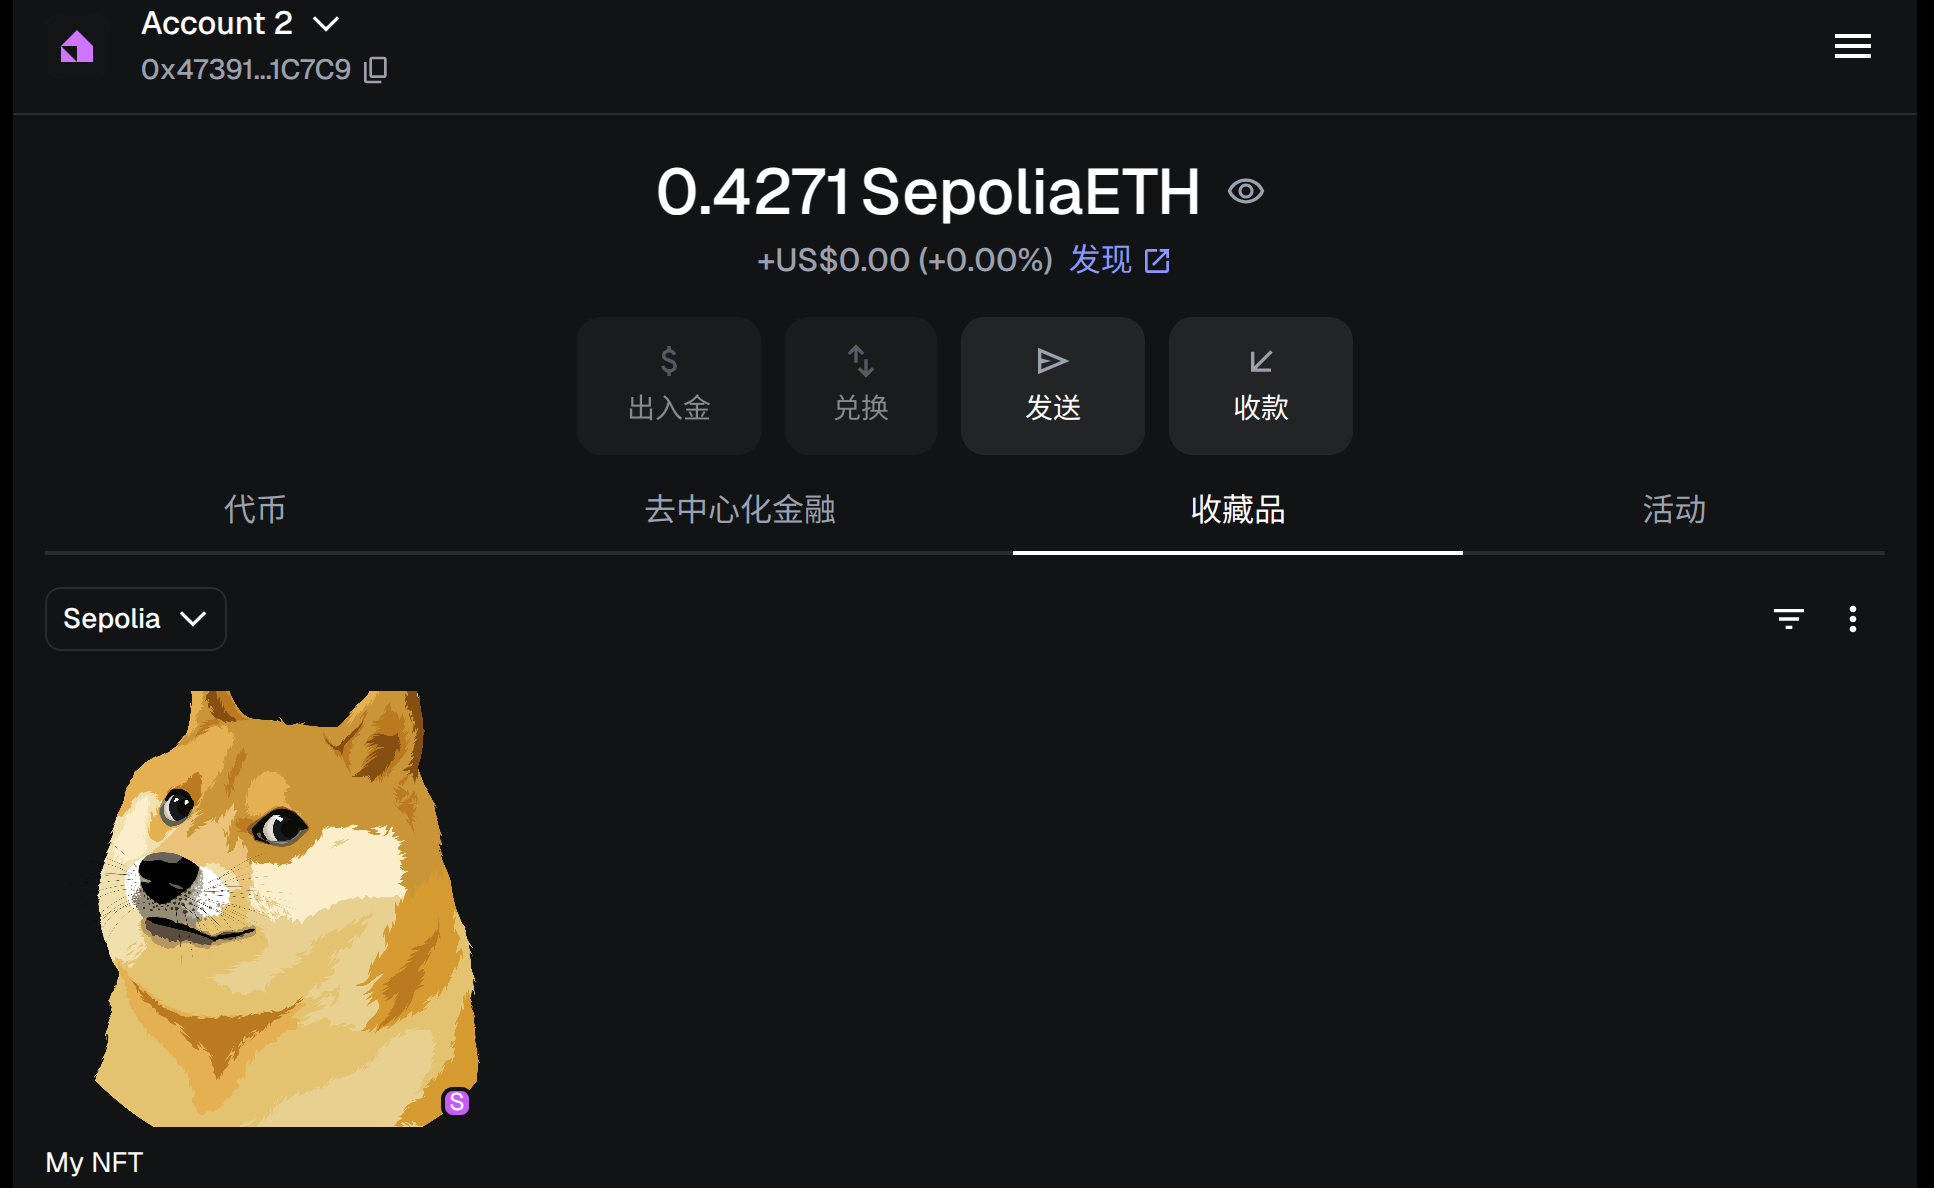 Account 2
0x47391...1C7C9
0.4271 SepoliaETH
+US$0.00 (+0.00%) 发现
出入金
兑换
发送
收款
代币
去中心化金融
收藏品
活动
Sepolia
S
My NFT